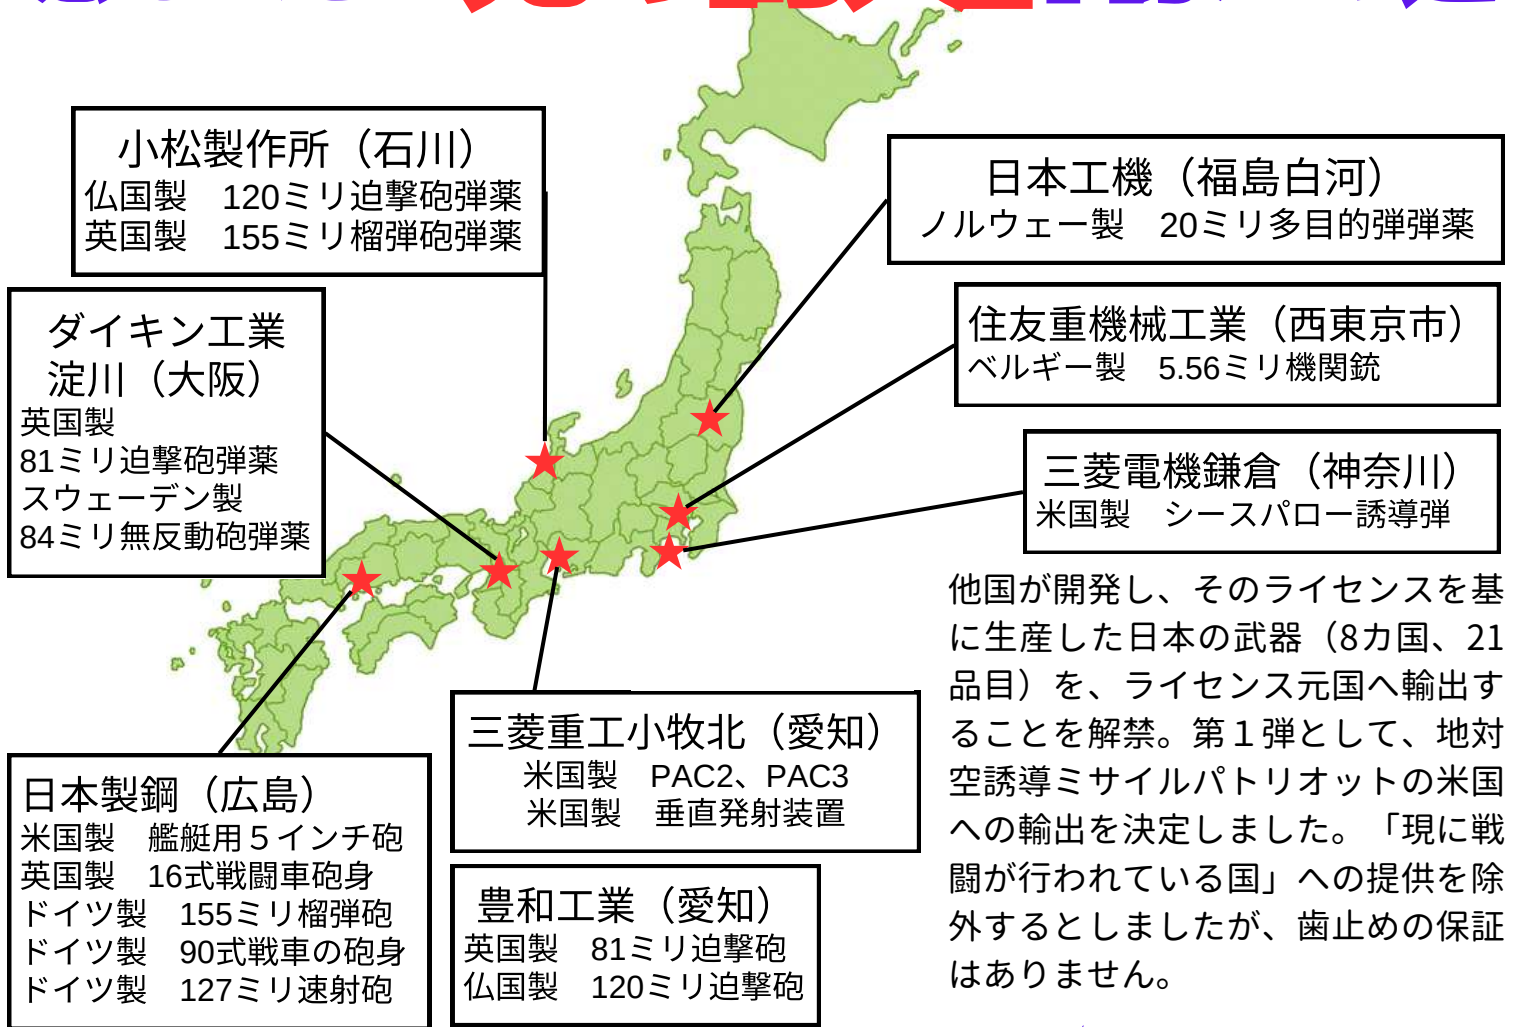 小松製作所（石川）
仏国製　120ミリ迫撃砲弾薬
英国製　155ミリ榴弾砲弾薬
日本工機（福島白河）
ノルウェー製　20ミリ多目的弾弾薬
ダイキン工業
淀川（大阪）
英国製
81ミリ迫撃砲弾薬
スウェーデン製
84ミリ無反動砲弾薬
住友重機械工業（西東京市）
ベルギー製　5.56ミリ機関銃
三菱電機鎌倉（神奈川）
米国製　シースパロー誘導弾
他国が開発し、そのライセンスを基
に生産した日本の武器（8カ国、21
品目）を、ライセンス元国へ輸出す
ることを解禁。第１弾として、地対
空誘導ミサイルパトリオットの米国
への輸出を決定しました。「現に戦
闘が行われている国」への提供を除
外するとしましたが、歯止めの保証
はありません。
三菱重工小牧北（愛知）
米国製　PAC2、PAC3
米国製　垂直発射装置
日本製鋼（広島）
米国製　艦艇用５インチ砲
英国製　16式戦闘車砲身
ドイツ製　155ミリ榴弾砲
ドイツ製　90式戦車の砲身
ドイツ製　127ミリ速射砲
豊和工業（愛知）
英国製　81ミリ迫撃砲
仏国製　120ミリ迫撃砲